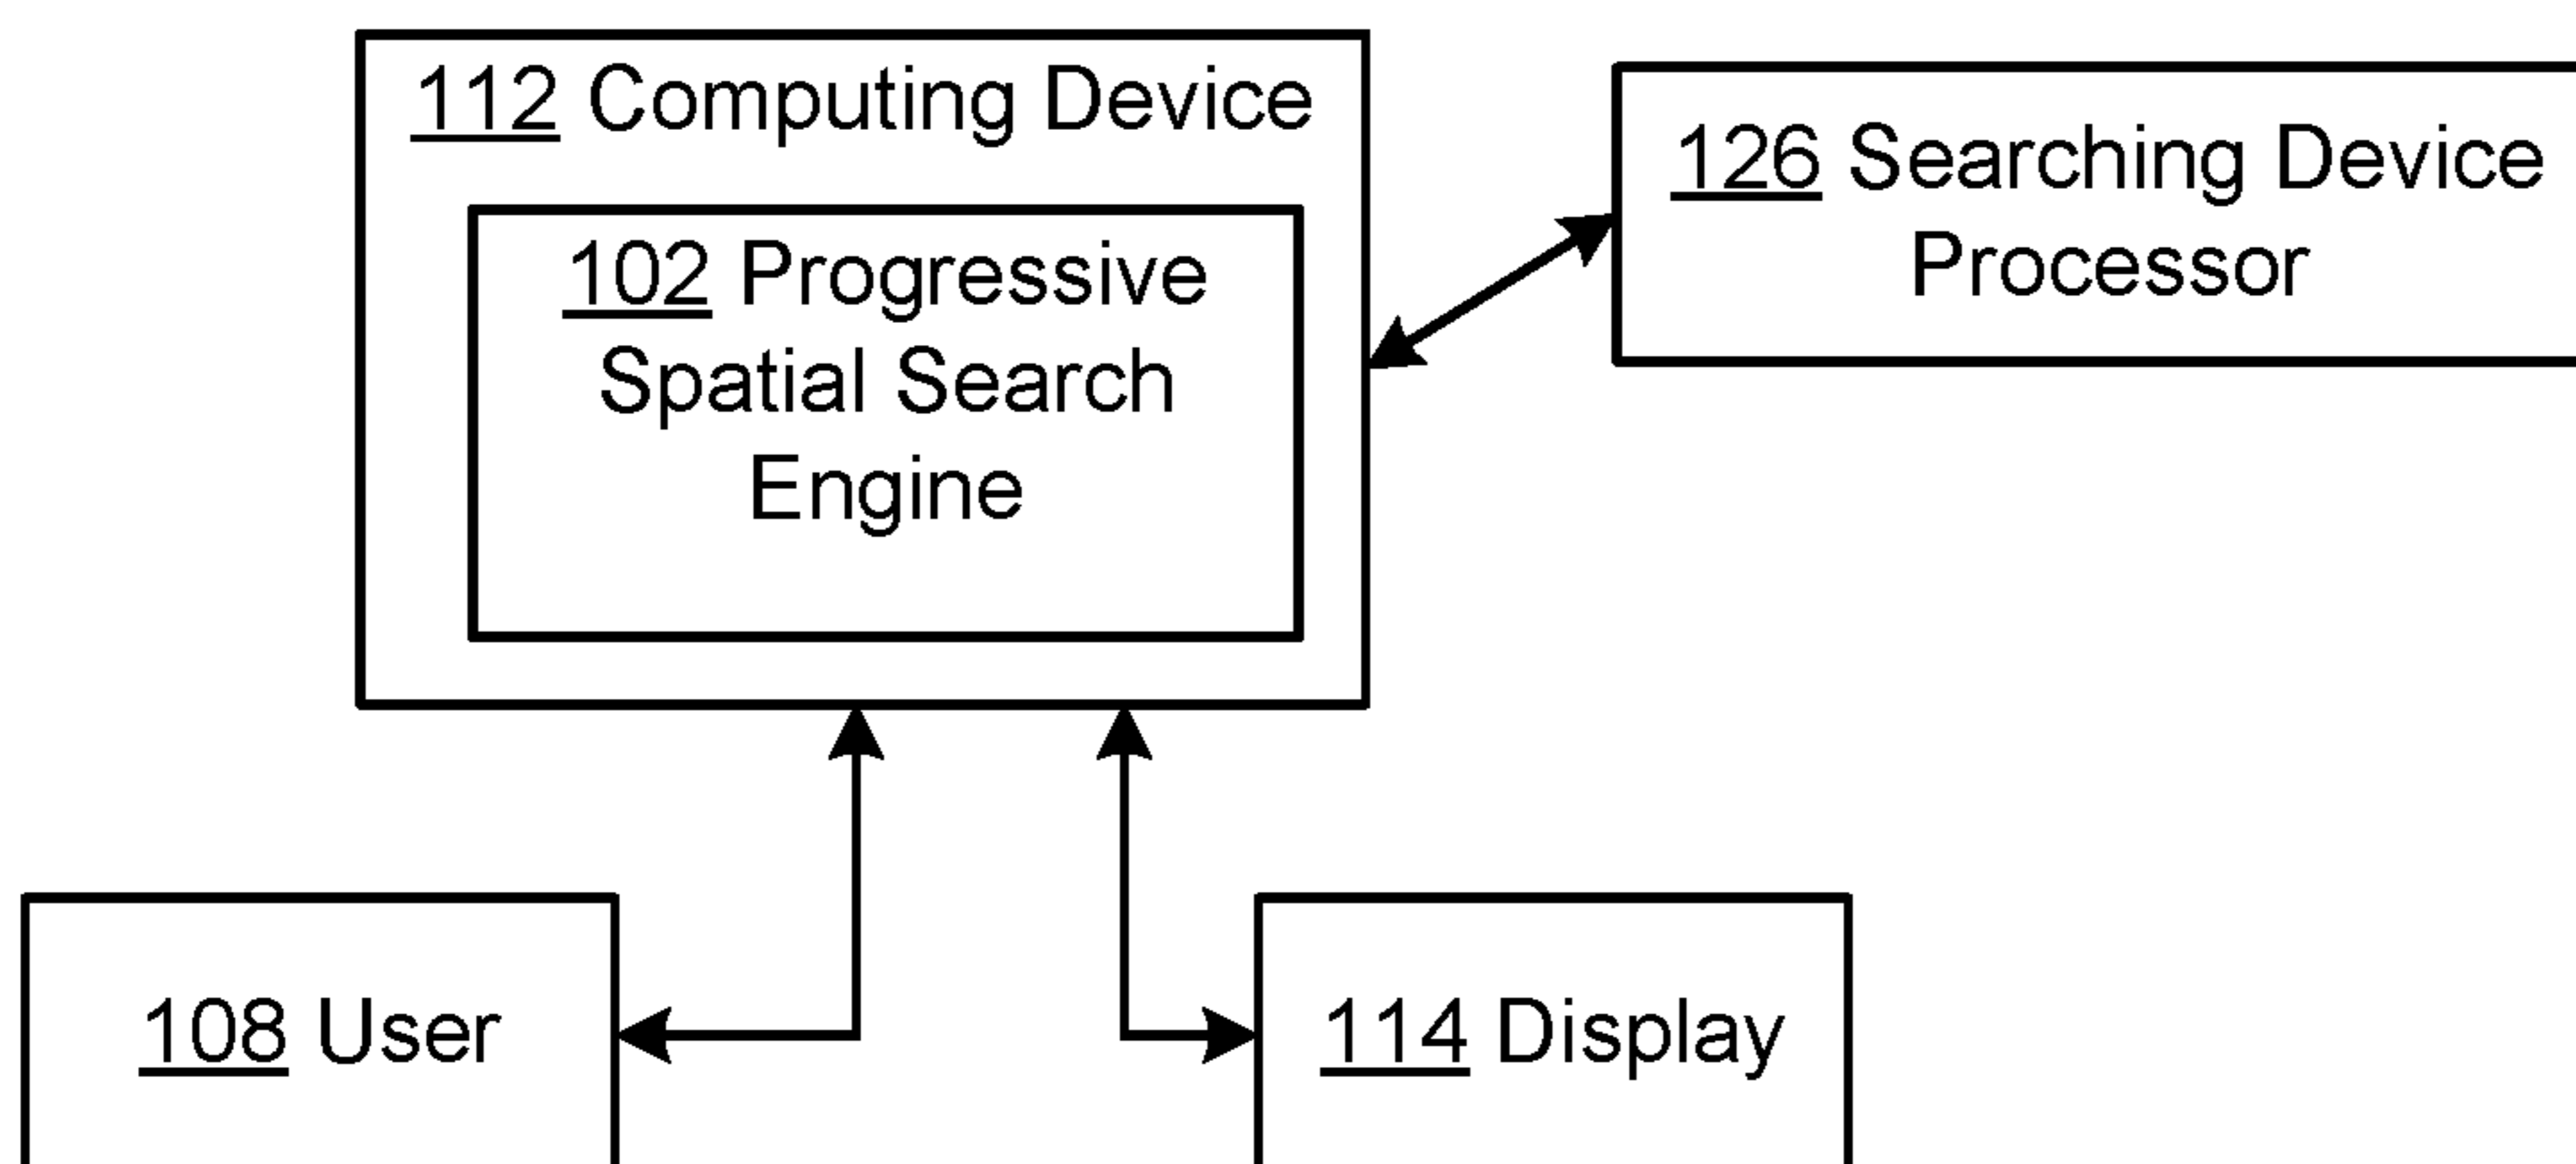 112 Computing Device
102 Progressive
Spatial Search
Engine
126 Searching Device
Processor
108 User
114 Display